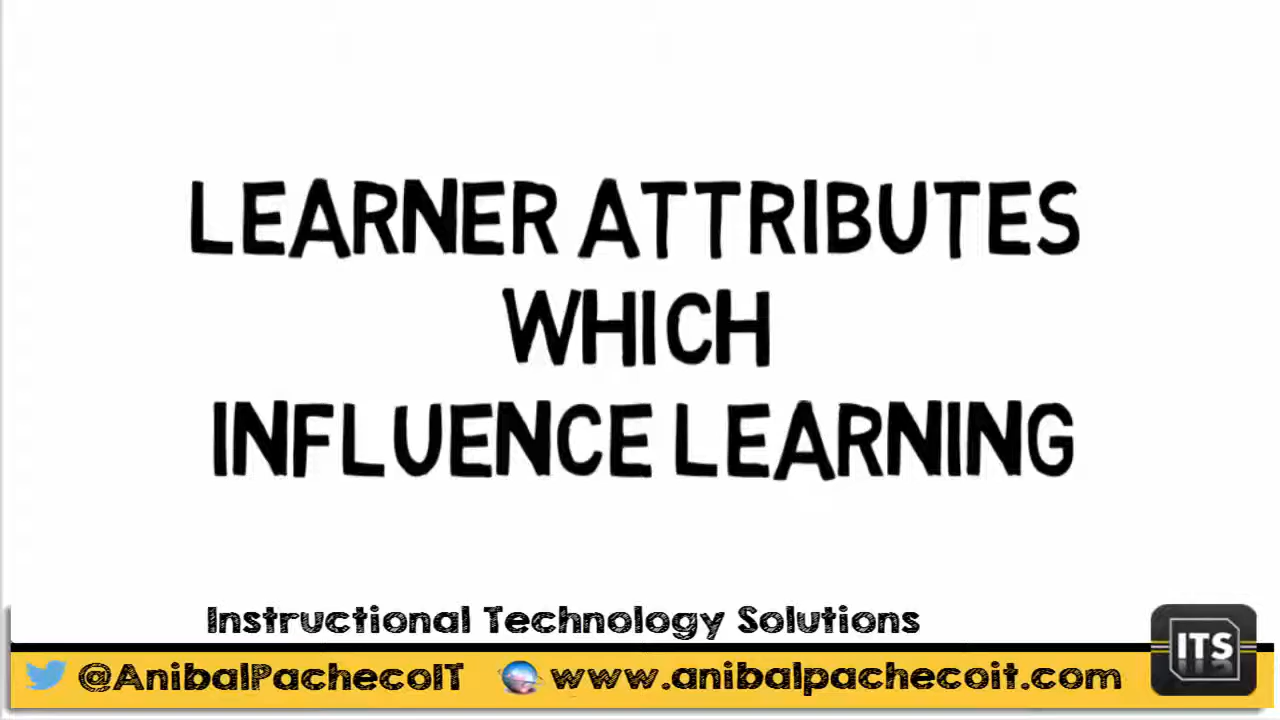 LEARNER ATTRIBUTES
WHICH
INFLUENCE LEARNING
Instructional Technology Solutions
ITS
@AnibalPachecoIT www.anibalpachecoit.com